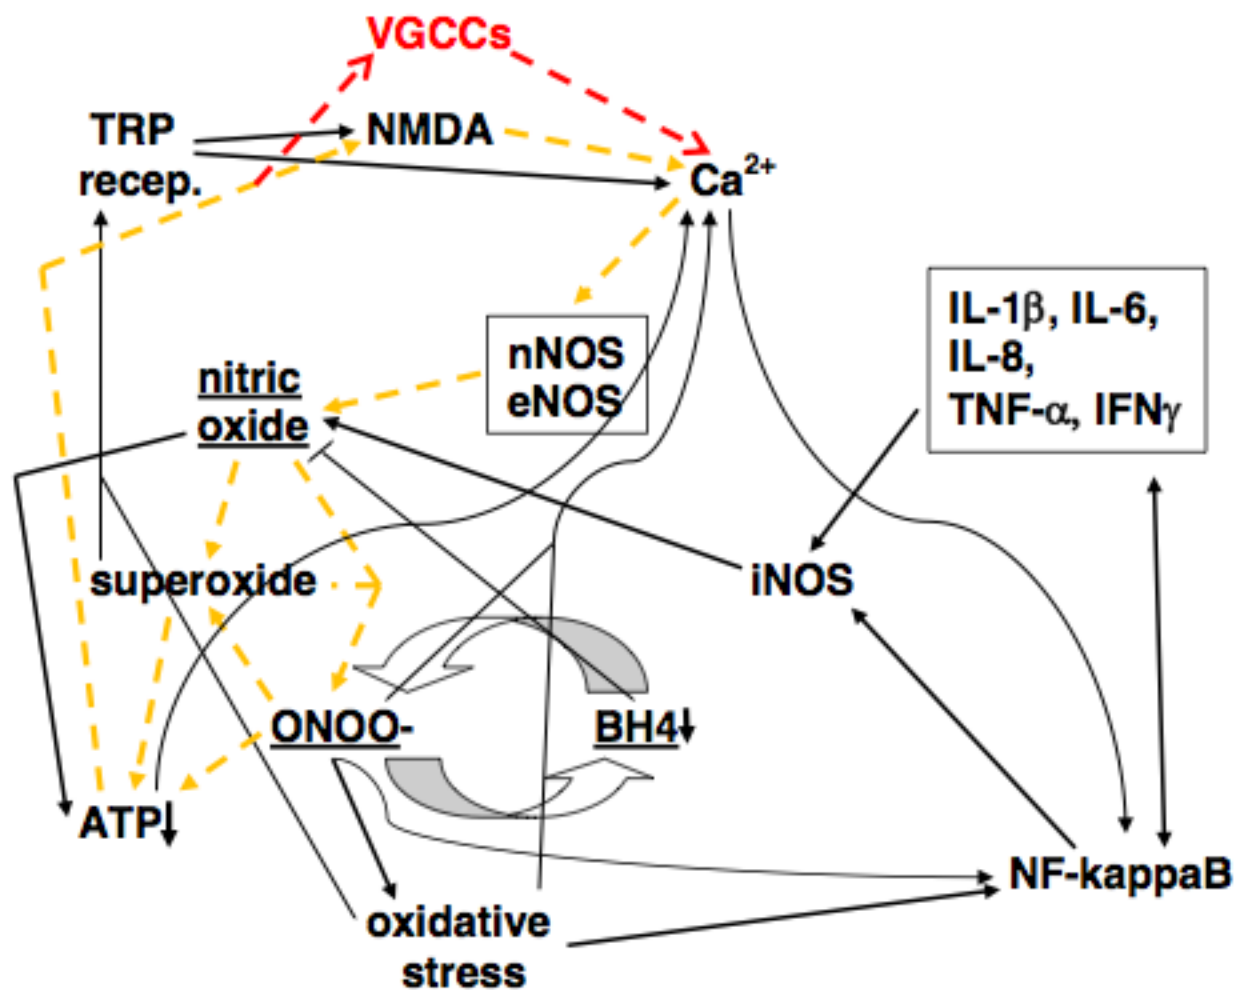 VGCCs
TRP
recep.
NMDA
Ca²⁺
IL-1β, IL-6,
IL-8,
TNF-α, IFNγ
nNOS
eNOS
nitric
oxide
superoxide
iNOS
ONOO-
BH4↓
ATP↓
NF-kappaB
oxidative
stress